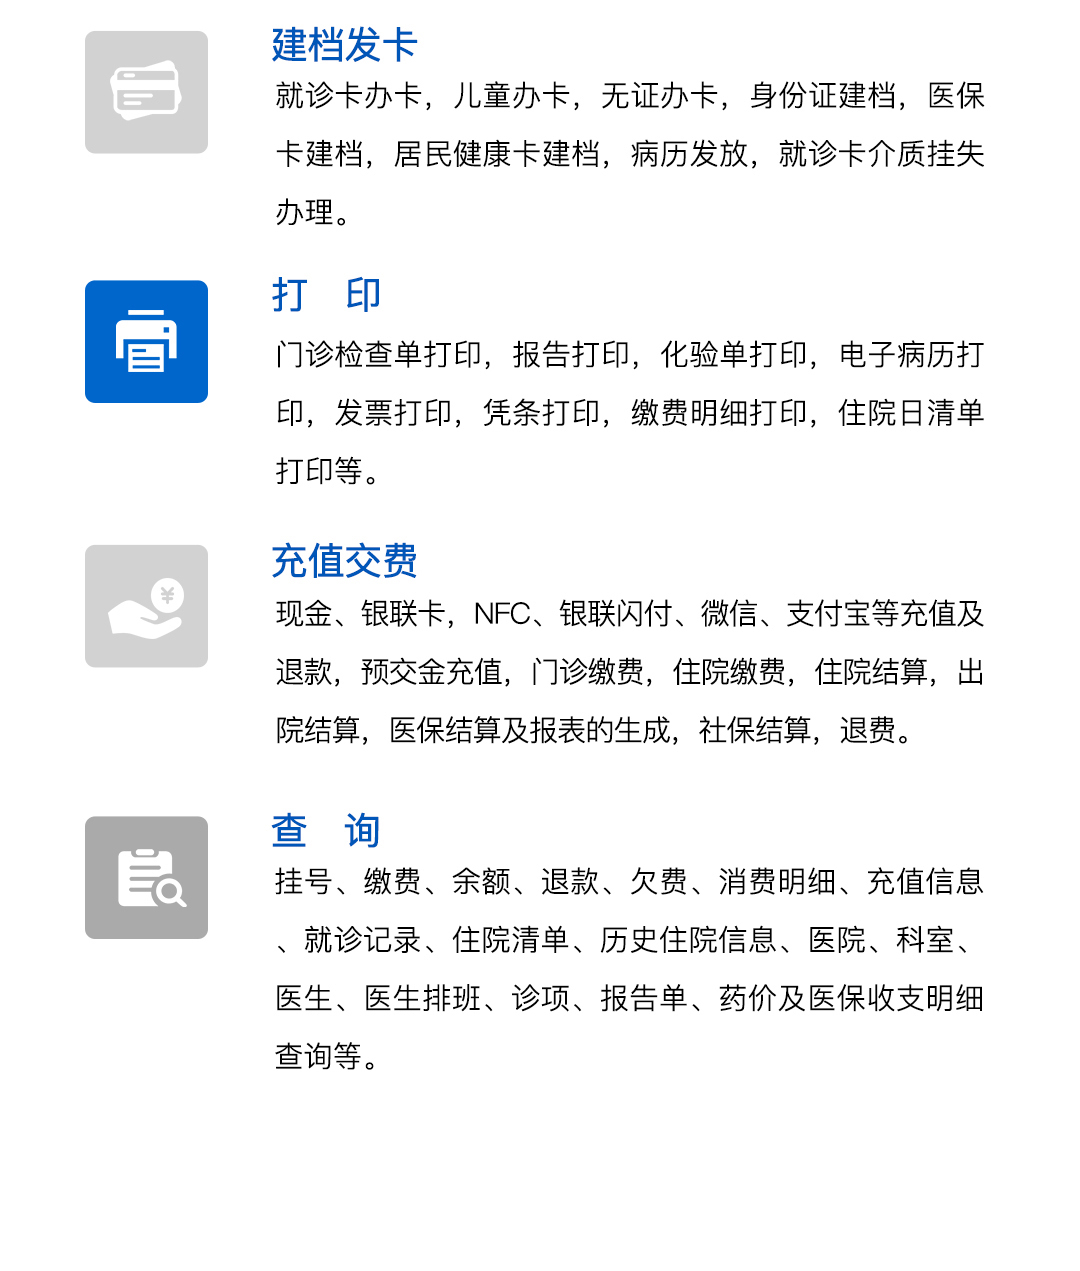 建档发卡
就诊卡办卡，儿童办卡，无证办卡，身份证建档，医保
卡建档，居民健康卡建档，病历发放，就诊卡介质挂失
办理。
打　印
门诊检查单打印，报告打印，化验单打印，电子病历打
印，发票打印，凭条打印，缴费明细打印，住院日清单
打印等。
充值交费
现金、银联卡，NFC、银联闪付、微信、支付宝等充值及
退款，预交金充值，门诊缴费，住院缴费，住院结算，出
院结算，医保结算及报表的生成，社保结算，退费。
查　询
挂号、缴费、余额、退款、欠费、消费明细、充值信息
、就诊记录、住院清单、历史住院信息、医院、科室、
医生、医生排班、诊项、报告单、药价及医保收支明细
查询等。